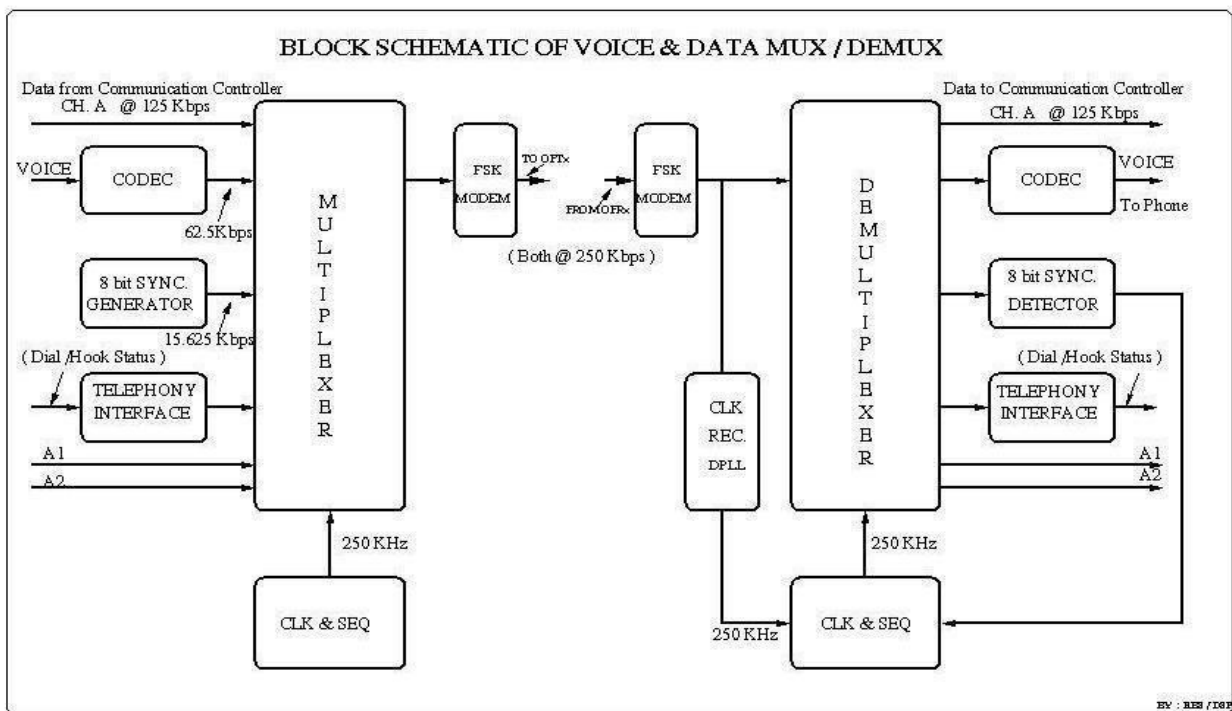 BLOCK SCHEMATIC OF VOICE & DATA MUX / DEMUX
Data from Communication Controller
CH. A @ 125 Kbps
VOICE
CODEC
62.5Kbps
8 bit SYNC.
GENERATOR
15.625 Kbps
( Dial /Hook Status )
TELEPHONY
INTERFACE
A1
A2
MULTIPLEXER
250 KHz
CLK & SEQ
FSK
MODEM
TO OPTx
FROM OFRx
FSK
MODEM
( Both @ 250 Kbps )
CLK
REC.
DPLL
250 KHz
DEMULTIPLEXER
250 KHz
CLK & SEQ
Data to Communication Controller
CH. A @ 125 Kbps
CODEC
VOICE
To Phone
8 bit SYNC.
DETECTOR
( Dial /Hook Status )
TELEPHONY
INTERFACE
A1
A2
BY :